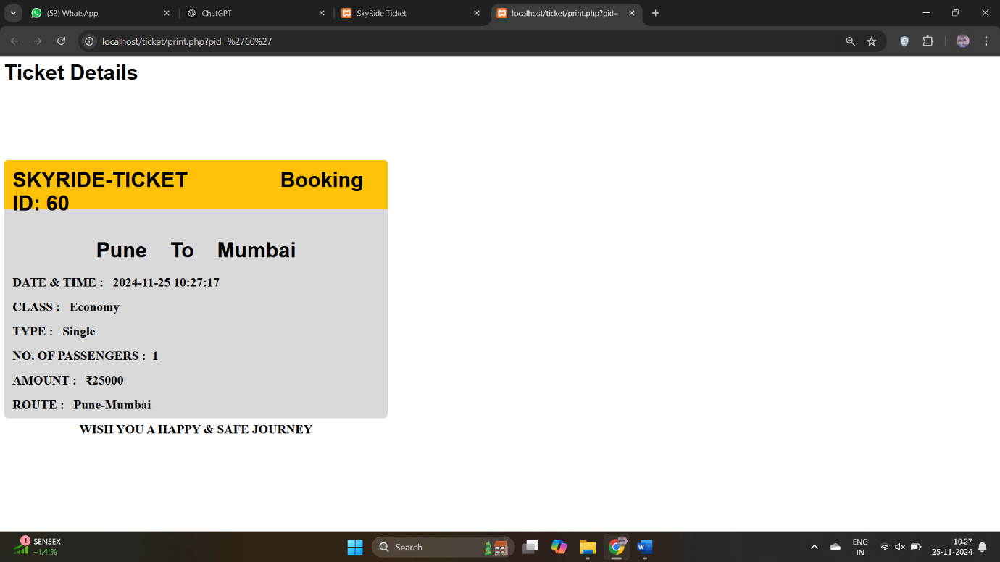 (53) WhatsApp
ChatGPT
SkyRide Ticket
localhost/ticket/print.php?pid=
localhost/ticket/print.php?pid=%2760%27
Ticket Details
SKYRIDE-TICKET Booking
ID: 60
Pune To Mumbai
DATE & TIME : 2024-11-25 10:27:17
CLASS : Economy
TYPE : Single
NO. OF PASSENGERS : 1
AMOUNT : ₹25000
ROUTE : Pune-Mumbai
WISH YOU A HAPPY & SAFE JOURNEY
1
SENSEX
+1.41%
Search
ENG
IN
10:27
25-11-2024